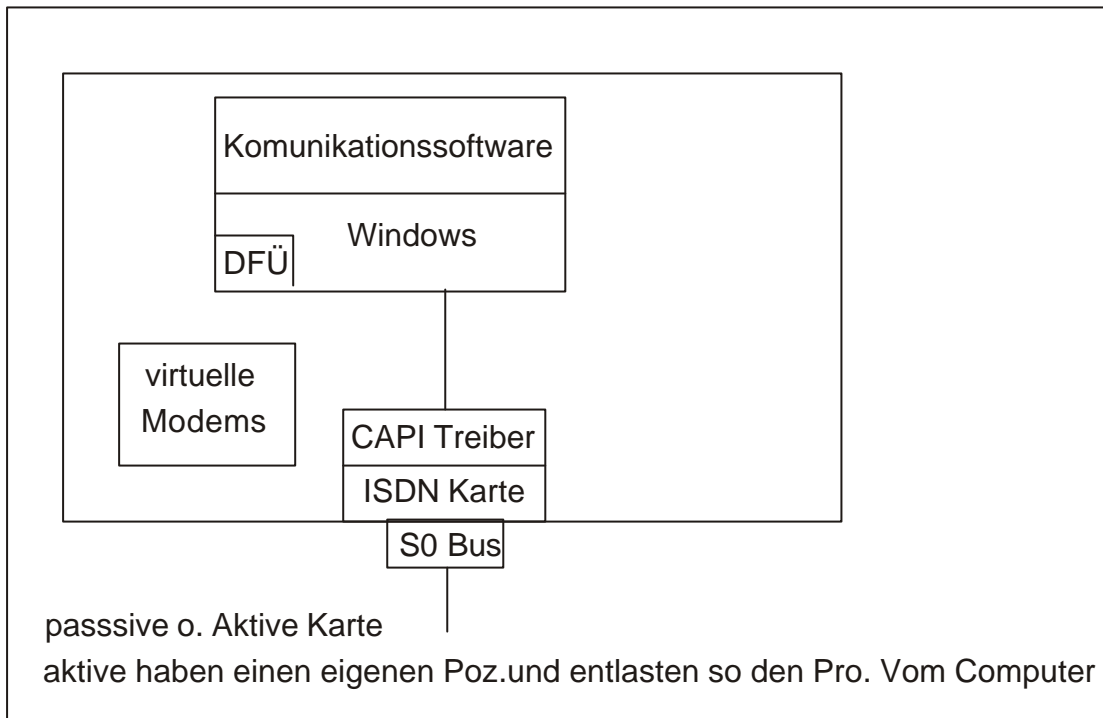 Komunikationssoftware
Windows
DFÜ
virtuelle
Modems
CAPI Treiber
ISDN Karte
S0 Bus
passsive o. Aktive Karte
aktive haben einen eigenen Poz.und entlasten so den Pro. Vom Computer